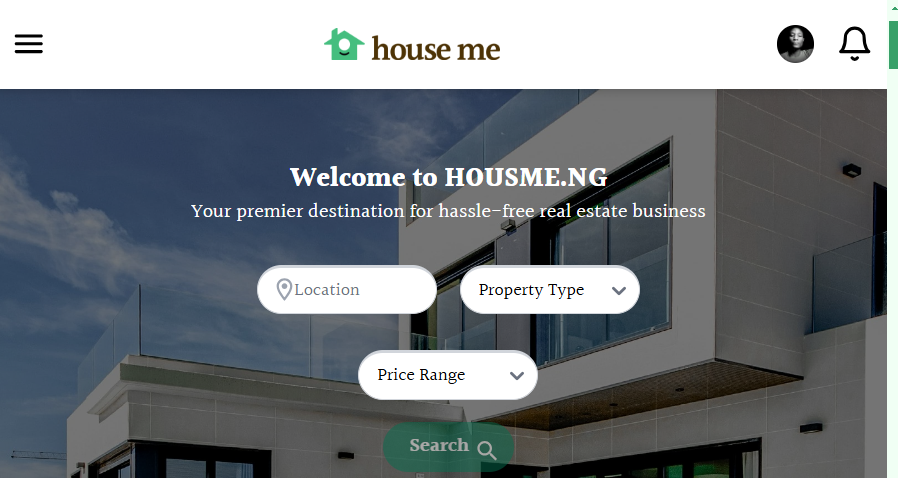 house me
Welcome to HOUSME.NG
Your premier destination for hassle-free real estate business
Location
Property Type
Price Range
Search